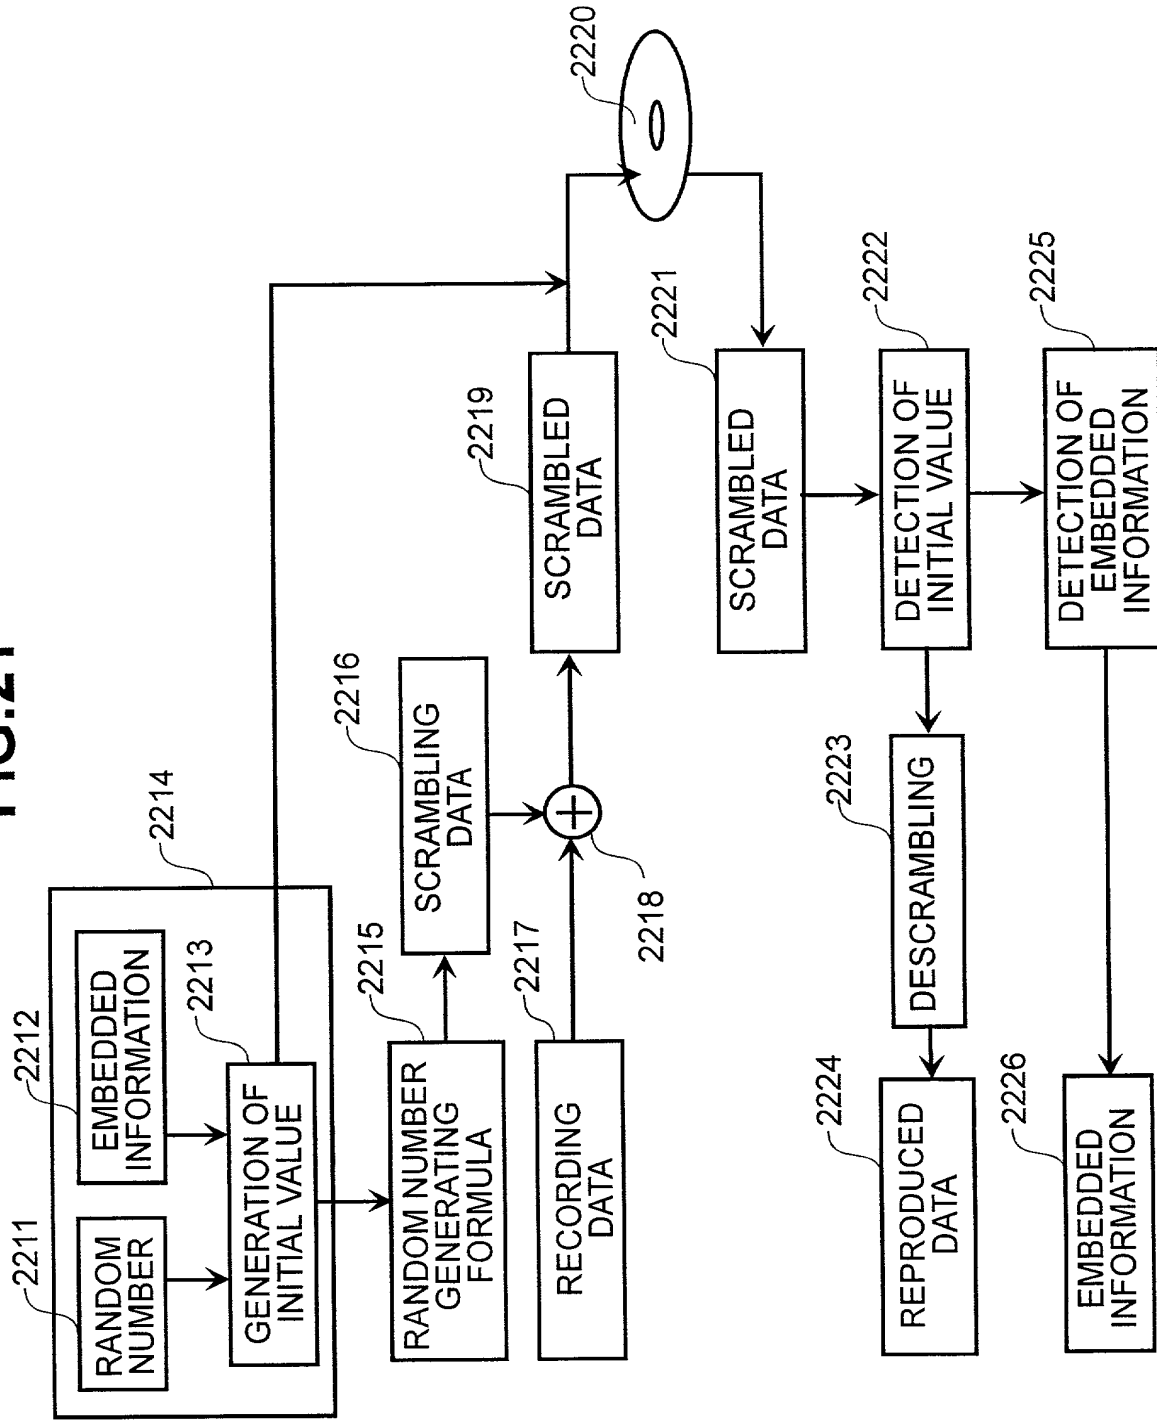 2214
2211
RANDOM
NUMBER
2212
EMBEDDED
INFORMATION
2213
GENERATION OF
INITIAL VALUE
2215
RANDOM NUMBER
GENERATING
FORMULA
2216
SCRAMBLING
DATA
2217
RECORDING
DATA
2218
2219
SCRAMBLED
DATA
2220
2221
SCRAMBLED
DATA
2222
DETECTION OF
INITIAL VALUE
2223
DESCRAMBLING
2224
REPRODUCED
DATA
2225
DETECTION OF
EMBEDDED
INFORMATION
2226
EMBEDDED
INFORMATION